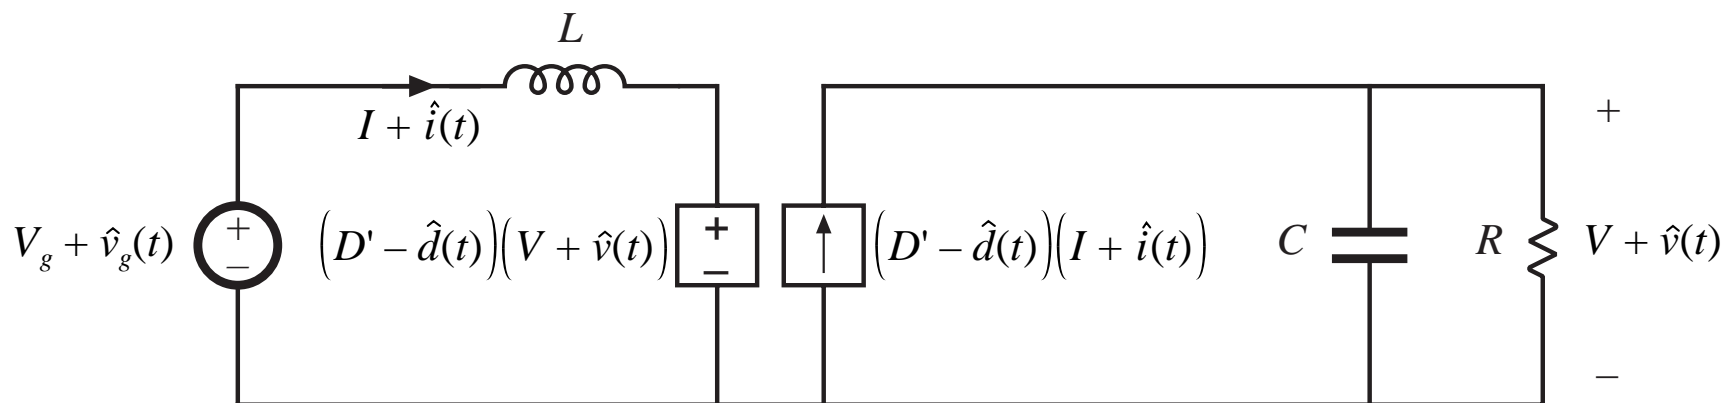 L
I + î(t)
+
V_g + v̂_g(t)
+
−
(D' − d̂(t))(V + v̂(t))
+
−
(D' − d̂(t))(I + î(t))
C
R
V + v̂(t)
−